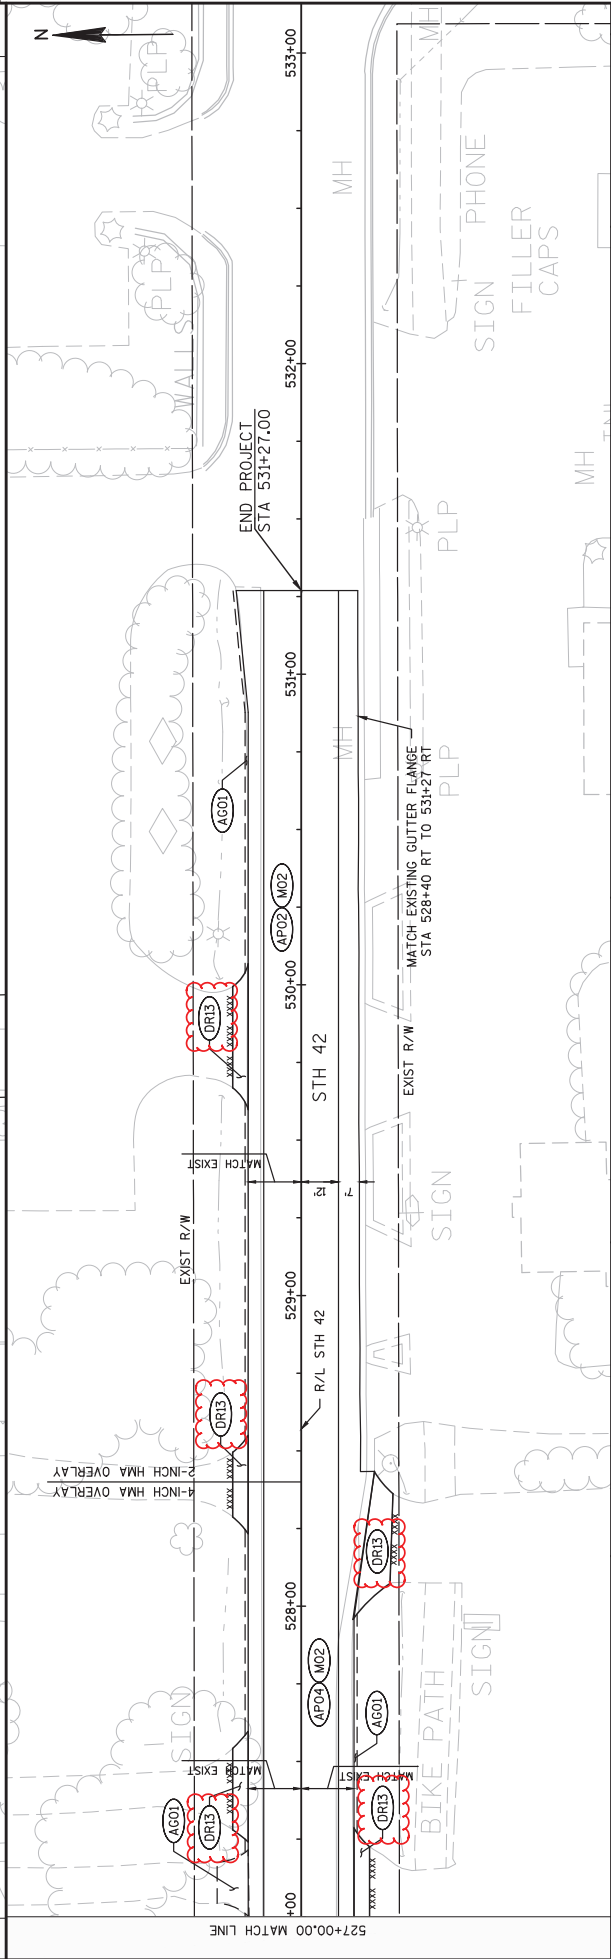 N
PLP
PLP
WALL S
MH
533+00
MH
532+00
PHONE
SIGN
FILLER
CAPS
END PROJECT
STA 531+27.00
PLP
531+00
MH
PLP
AG01
AP02
M02
MATCH EXISTING GUTTER FLANGE
STA 528+40 RT TO 531+27 RT
DR13
530+00
STH 42
EXIST R/W
MATCH EXIST
12'
7'
SIGN
EXIST R/W
529+00
R/L STH 42
DR13
2-INCH HMA OVERLAY
4-INCH HMA OVERLAY
DR13
528+00
SIGN
AP04
M02
AG01
SIGN
BIKE PATH
MATCH EXIST
MATCH EXIST
AG01
DR13
DR13
+00
527+00.00 MATCH LINE